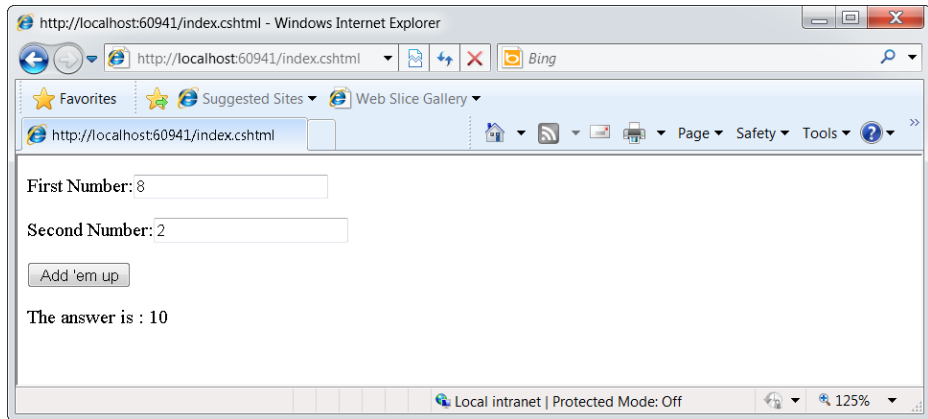 http://localhost:60941/index.cshtml - Windows Internet Explorer
http://localhost:60941/index.cshtml Bing
Favorites Suggested Sites Web Slice Gallery
http://localhost:60941/index.cshtml Page Safety Tools
First Number: 8
Second Number: 2
Add 'em up
The answer is : 10
Local intranet | Protected Mode: Off 125%